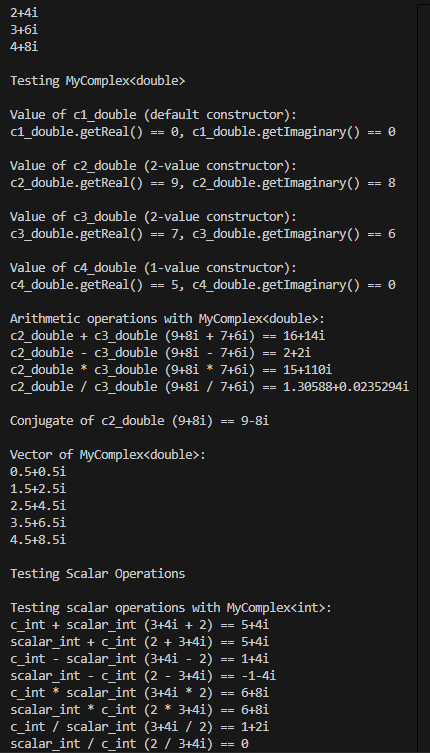 2+4i
3+6i
4+8i
Testing MyComplex<double>
Value of c1_double (default constructor):
c1_double.getReal() == 0, c1_double.getImaginary() == 0
Value of c2_double (2-value constructor):
c2_double.getReal() == 9, c2_double.getImaginary() == 8
Value of c3_double (2-value constructor):
c3_double.getReal() == 7, c3_double.getImaginary() == 6
Value of c4_double (1-value constructor):
c4_double.getReal() == 5, c4_double.getImaginary() == 0
Arithmetic operations with MyComplex<double>:
c2_double + c3_double (9+8i + 7+6i) == 16+14i
c2_double - c3_double (9+8i - 7+6i) == 2+2i
c2_double * c3_double (9+8i * 7+6i) == 15+110i
c2_double / c3_double (9+8i / 7+6i) == 1.30588+0.0235294i
Conjugate of c2_double (9+8i) == 9-8i
Vector of MyComplex<double>:
0.5+0.5i
1.5+2.5i
2.5+4.5i
3.5+6.5i
4.5+8.5i
Testing Scalar Operations
Testing scalar operations with MyComplex<int>:
c_int + scalar_int (3+4i + 2) == 5+4i
scalar_int + c_int (2 + 3+4i) == 5+4i
c_int - scalar_int (3+4i - 2) == 1+4i
scalar_int - c_int (2 - 3+4i) == -1-4i
c_int * scalar_int (3+4i * 2) == 6+8i
scalar_int * c_int (2 * 3+4i) == 6+8i
c_int / scalar_int (3+4i / 2) == 1+2i
scalar_int / c_int (2 / 3+4i) == 0